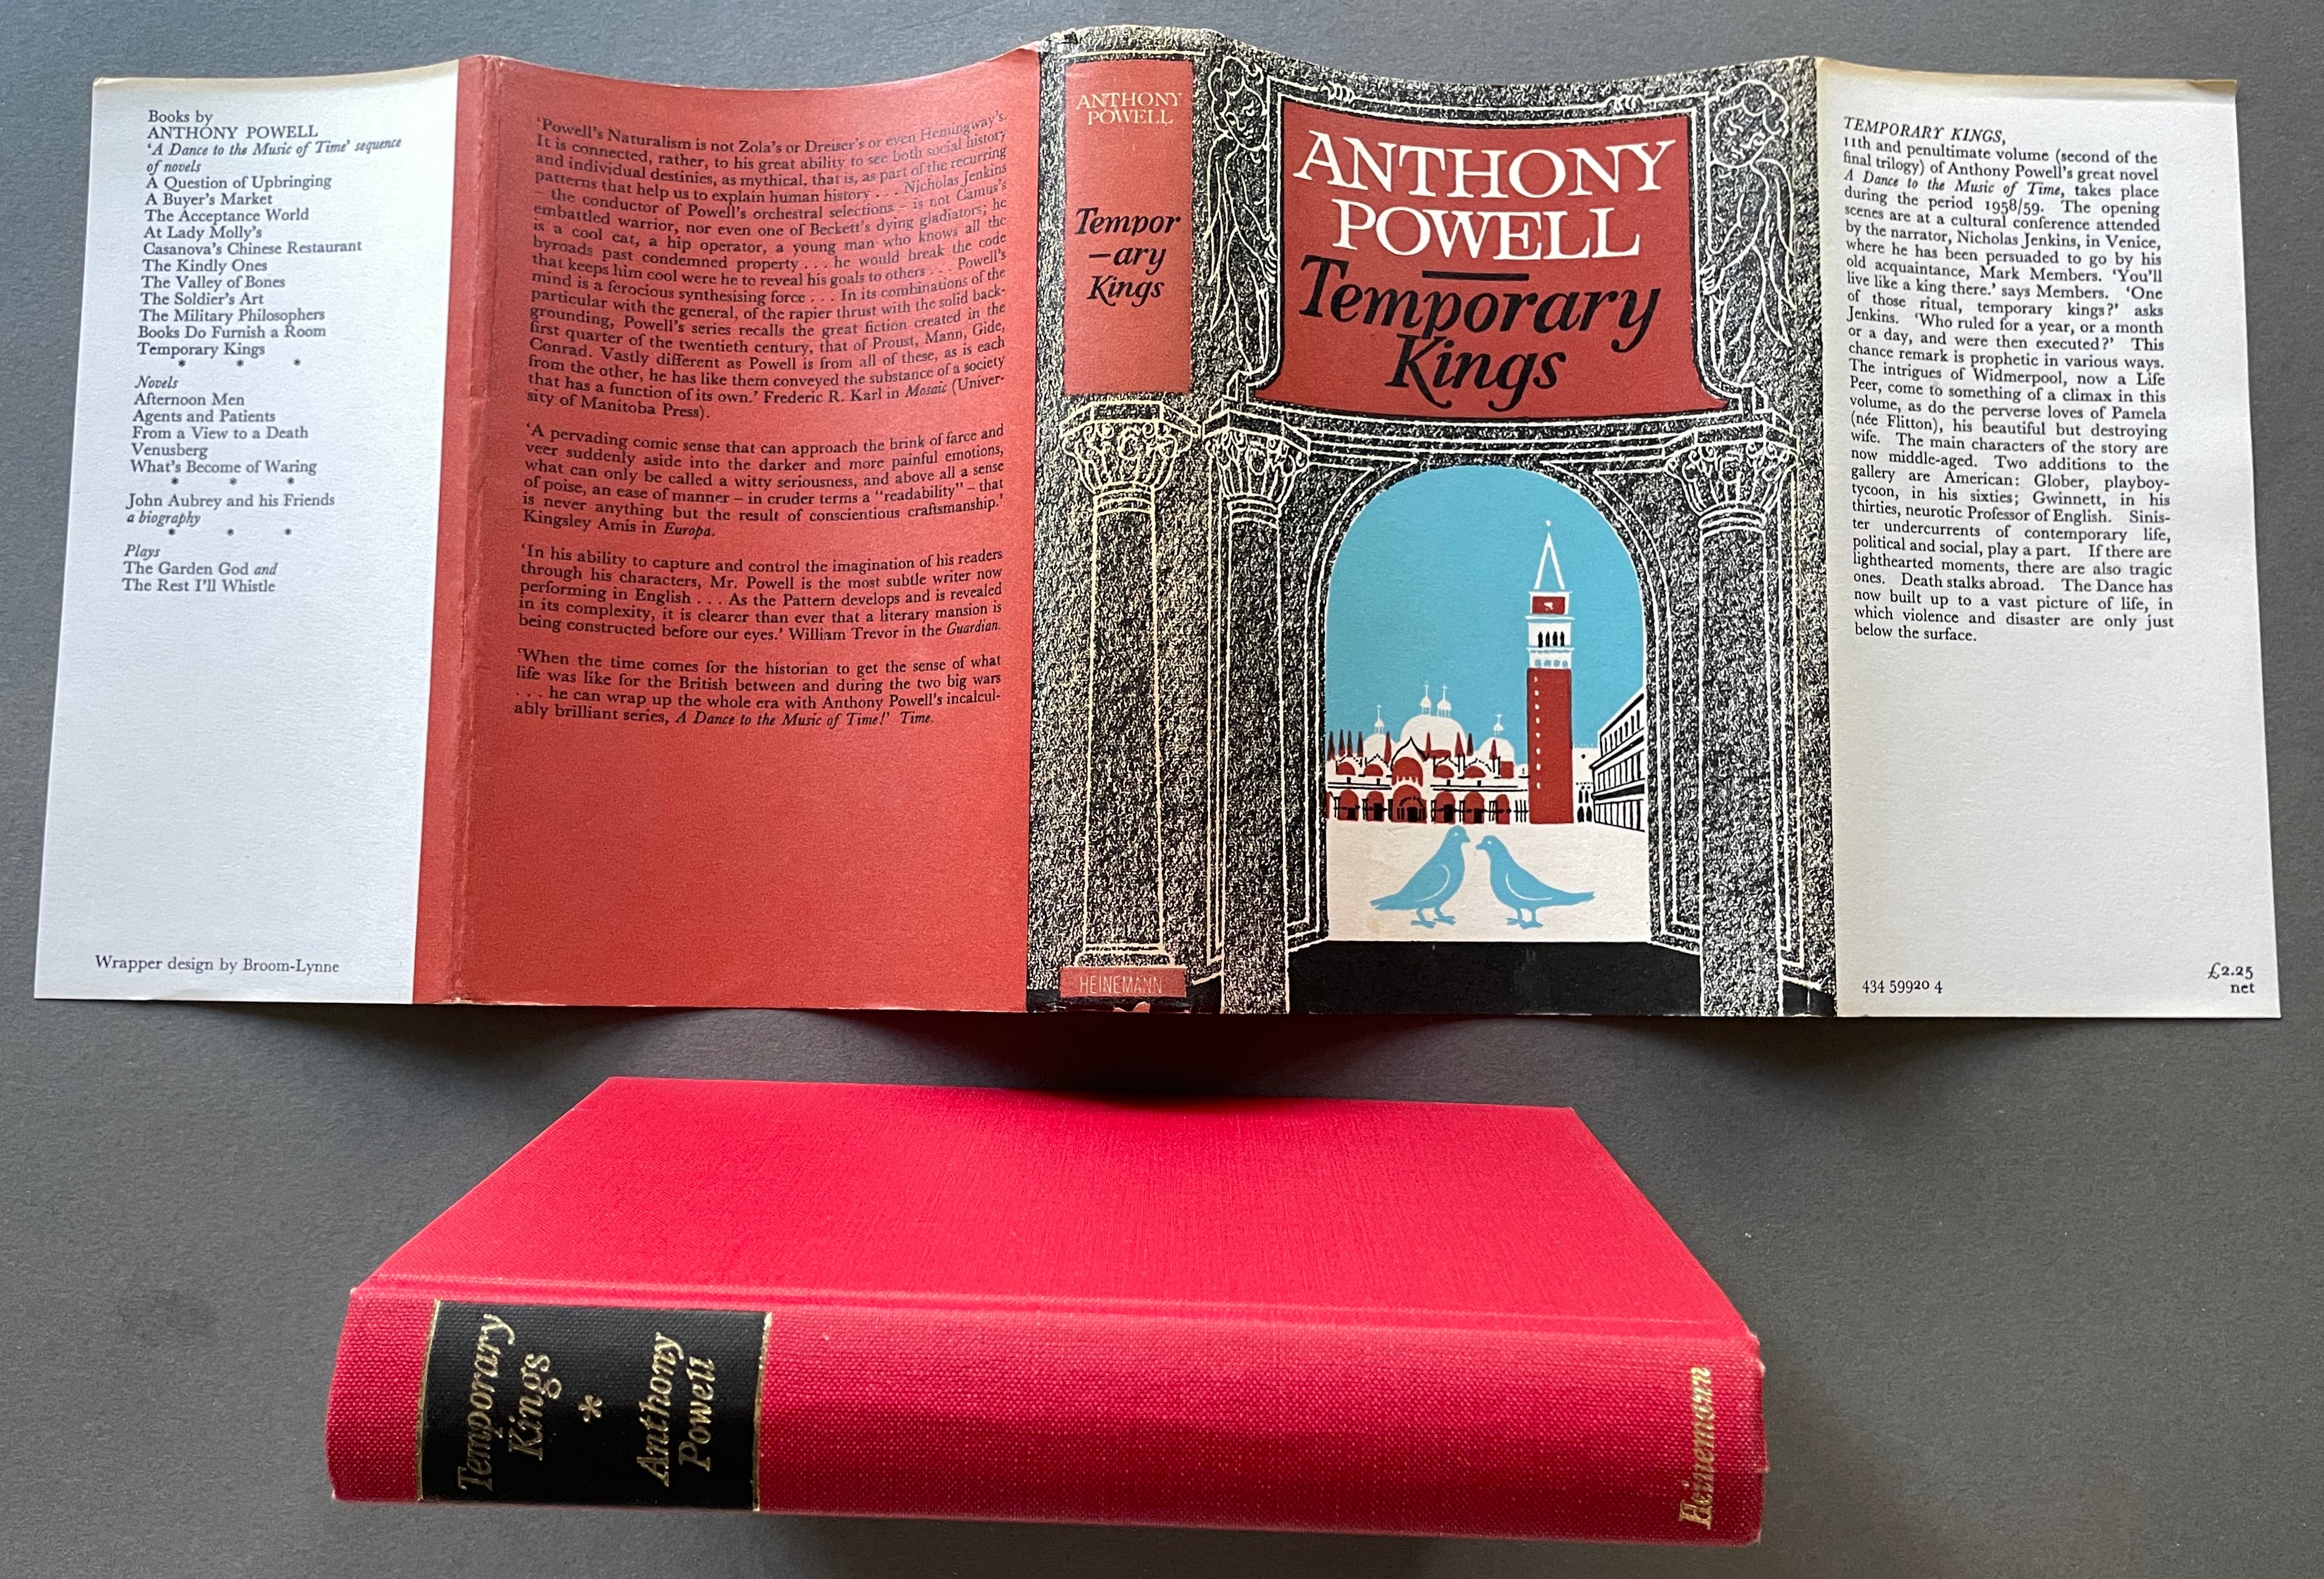 Books by
ANTHONY POWELL
'A Dance to the Music of Time' sequence
of novels
A Question of Upbringing
A Buyer's Market
The Acceptance World
At Lady Molly's
Casanova's Chinese Restaurant
The Kindly Ones
The Valley of Bones
The Soldier's Art
The Military Philosophers
Books Do Furnish a Room
Temporary Kings
* * *
Novels
Afternoon Men
Agents and Patients
From a View to a Death
Venusberg
What's Become of Waring
* * *
John Aubrey and his Friends
a biography
* * *
Plays
The Garden God and
The Rest I'll Whistle
Wrapper design by Broom-Lynne
'Powell's Naturalism is not Zola's or Dreiser's or even Hemingway's.
It is connected, rather, to his great ability to see both social history
and individual destinies, as mythical, that is, as part of the recurring
patterns that help us to explain human history . . . Nicholas Jenkins
– the conductor of Powell's orchestral selections – is not Camus's
embattled warrior, nor even one of Beckett's dying gladiators; he
is a cool cat, a hip operator, a young man who knows all the
byroads past condemned property . . . he would break the code
that keeps him cool were he to reveal his goals to others . . . Powell's
mind is a ferocious synthesising force . . . In its combinations of the
particular with the general, of the rapier thrust with the solid back-
grounding, Powell's series recalls the great fiction created in the
first quarter of the twentieth century, that of Proust, Mann, Gide,
Conrad. Vastly different as Powell is from all of these, as is each
from the other, he has like them conveyed the substance of a society
that has a function of its own.' Frederic R. Karl in Mosaic (Univer-
sity of Manitoba Press).
'A pervading comic sense that can approach the brink of farce and
veer suddenly aside into the darker and more painful emotions,
what can only be called a witty seriousness, and above all a sense
of poise, an ease of manner – in cruder terms a "readability" – that
is never anything but the result of conscientious craftsmanship.'
Kingsley Amis in Europa.
'In his ability to capture and control the imagination of his readers
through his characters, Mr. Powell is the most subtle writer now
performing in English . . . As the Pattern develops and is revealed
in its complexity, it is clearer than ever that a literary mansion is
being constructed before our eyes.' William Trevor in the Guardian.
'When the time comes for the historian to get the sense of what
life was like for the British between and during the two big wars
. . . he can wrap up the whole era with Anthony Powell's incalcul-
ably brilliant series, A Dance to the Music of Time!' Time.
ANTHONY
POWELL
Tempor
–ary
Kings
HEINEMANN
ANTHONY
POWELL
Temporary
Kings
TEMPORARY KINGS,
11th and penultimate volume (second of the
final trilogy) of Anthony Powell's great novel
A Dance to the Music of Time, takes place
during the period 1958/59. The opening
scenes are at a cultural conference attended
by the narrator, Nicholas Jenkins, in Venice,
where he has been persuaded to go by his
old acquaintance, Mark Members. 'You'll
live like a king there.' says Members. 'One
of those ritual, temporary kings?' asks
Jenkins. 'Who ruled for a year, or a month
or a day, and were then executed?' This
chance remark is prophetic in various ways.
The intrigues of Widmerpool, now a Life
Peer, come to something of a climax in this
volume, as do the perverse loves of Pamela
(née Flitton), his beautiful but destroying
wife. The main characters of the story are
now middle-aged. Two additions to the
gallery are American: Glober, playboy-
tycoon, in his sixties; Gwinnett, in his
thirties, neurotic Professor of English. Sinis-
ter undercurrents of contemporary life,
political and social, play a part. If there are
lighthearted moments, there are also tragic
ones. Death stalks abroad. The Dance has
now built up to a vast picture of life, in
which violence and disaster are only just
below the surface.
434 59920 4
£2.25
net
Temporary
Kings
*
Anthony
Powell
Heinemann